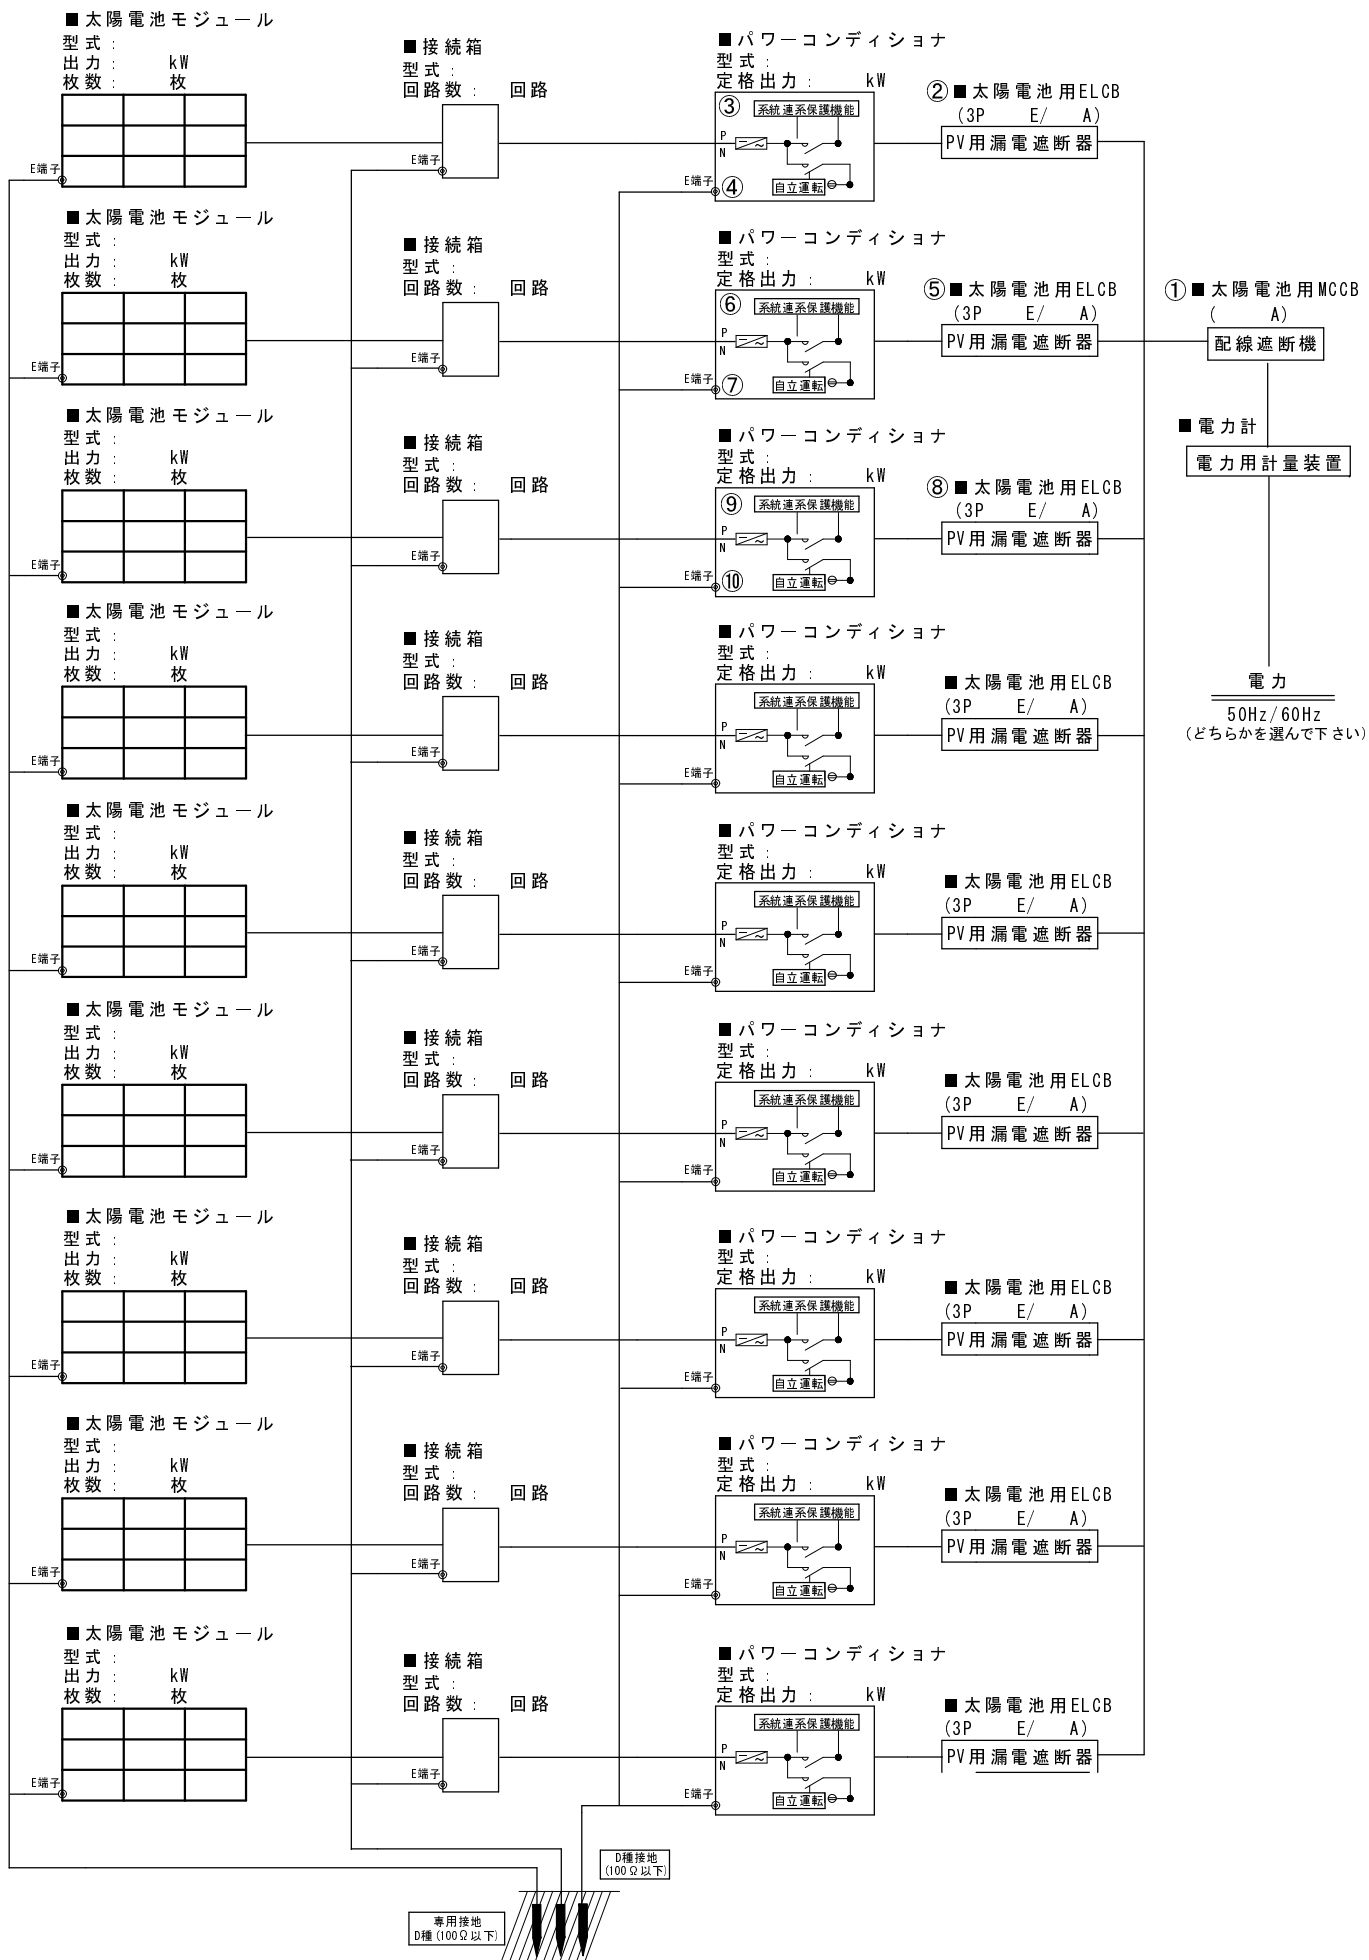 ■太陽電池モジュール
型式：
出力：　kW
枚数：　枚
E端子
■接続箱
型式：
回路数：　回路
E端子
■パワーコンディショナ
型式：
定格出力：　kW
③
系統連系保護機能
P
N
E端子
④
自立運転
②■太陽電池用ELCB
(3P　E/　A)
PV用漏電遮断器
■太陽電池モジュール
型式：
出力：　kW
枚数：　枚
E端子
■接続箱
型式：
回路数：　回路
E端子
■パワーコンディショナ
型式：
定格出力：　kW
⑥
系統連系保護機能
P
N
E端子
⑦
自立運転
⑤■太陽電池用ELCB
(3P　E/　A)
PV用漏電遮断器
①■太陽電池用MCCB
(　A)
配線遮断機
■電力計
電力用計量装置
電力
50Hz/60Hz
(どちらかを選んで下さい)
■太陽電池モジュール
型式：
出力：　kW
枚数：　枚
E端子
■接続箱
型式：
回路数：　回路
E端子
■パワーコンディショナ
型式：
定格出力：　kW
⑨
系統連系保護機能
P
N
E端子
⑩
自立運転
⑧■太陽電池用ELCB
(3P　E/　A)
PV用漏電遮断器
■太陽電池モジュール
型式：
出力：　kW
枚数：　枚
E端子
■接続箱
型式：
回路数：　回路
E端子
■パワーコンディショナ
型式：
定格出力：　kW
系統連系保護機能
P
N
E端子
自立運転
■太陽電池用ELCB
(3P　E/　A)
PV用漏電遮断器
■太陽電池モジュール
型式：
出力：　kW
枚数：　枚
E端子
■接続箱
型式：
回路数：　回路
E端子
■パワーコンディショナ
型式：
定格出力：　kW
系統連系保護機能
P
N
E端子
自立運転
■太陽電池用ELCB
(3P　E/　A)
PV用漏電遮断器
■太陽電池モジュール
型式：
出力：　kW
枚数：　枚
E端子
■接続箱
型式：
回路数：　回路
E端子
■パワーコンディショナ
型式：
定格出力：　kW
系統連系保護機能
P
N
E端子
自立運転
■太陽電池用ELCB
(3P　E/　A)
PV用漏電遮断器
■太陽電池モジュール
型式：
出力：　kW
枚数：　枚
E端子
■接続箱
型式：
回路数：　回路
E端子
■パワーコンディショナ
型式：
定格出力：　kW
系統連系保護機能
P
N
E端子
自立運転
■太陽電池用ELCB
(3P　E/　A)
PV用漏電遮断器
■太陽電池モジュール
型式：
出力：　kW
枚数：　枚
E端子
■接続箱
型式：
回路数：　回路
E端子
■パワーコンディショナ
型式：
定格出力：　kW
系統連系保護機能
P
N
E端子
自立運転
■太陽電池用ELCB
(3P　E/　A)
PV用漏電遮断器
■太陽電池モジュール
型式：
出力：　kW
枚数：　枚
E端子
■接続箱
型式：
回路数：　回路
E端子
■パワーコンディショナ
型式：
定格出力：　kW
系統連系保護機能
P
N
E端子
自立運転
■太陽電池用ELCB
(3P　E/　A)
PV用漏電遮断器
D種接地
(100Ω以下)
専用接地
D種(100Ω以下)